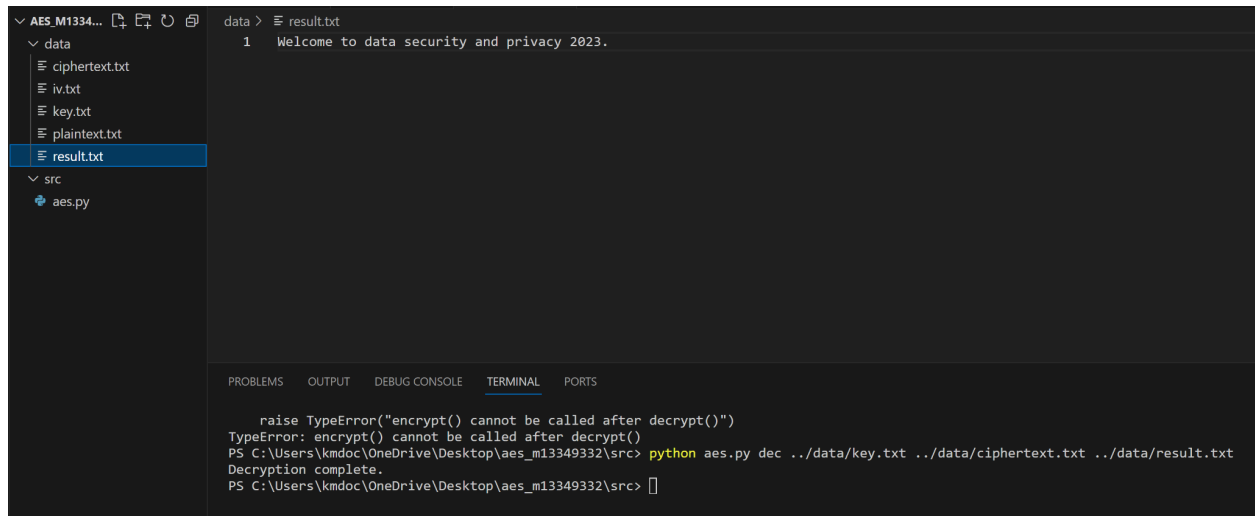 AES_M1334...
data
ciphertext.txt
iv.txt
key.txt
plaintext.txt
result.txt
src
aes.py
data > result.txt
1 Welcome to data security and privacy 2023.
PROBLEMS OUTPUT DEBUG CONSOLE TERMINAL PORTS
raise TypeError("encrypt() cannot be called after decrypt()")
TypeError: encrypt() cannot be called after decrypt()
PS C:\Users\kmdoc\OneDrive\Desktop\aes_m13349332\src> python aes.py dec ../data/key.txt ../data/ciphertext.txt ../data/result.txt
Decryption complete.
PS C:\Users\kmdoc\OneDrive\Desktop\aes_m13349332\src>